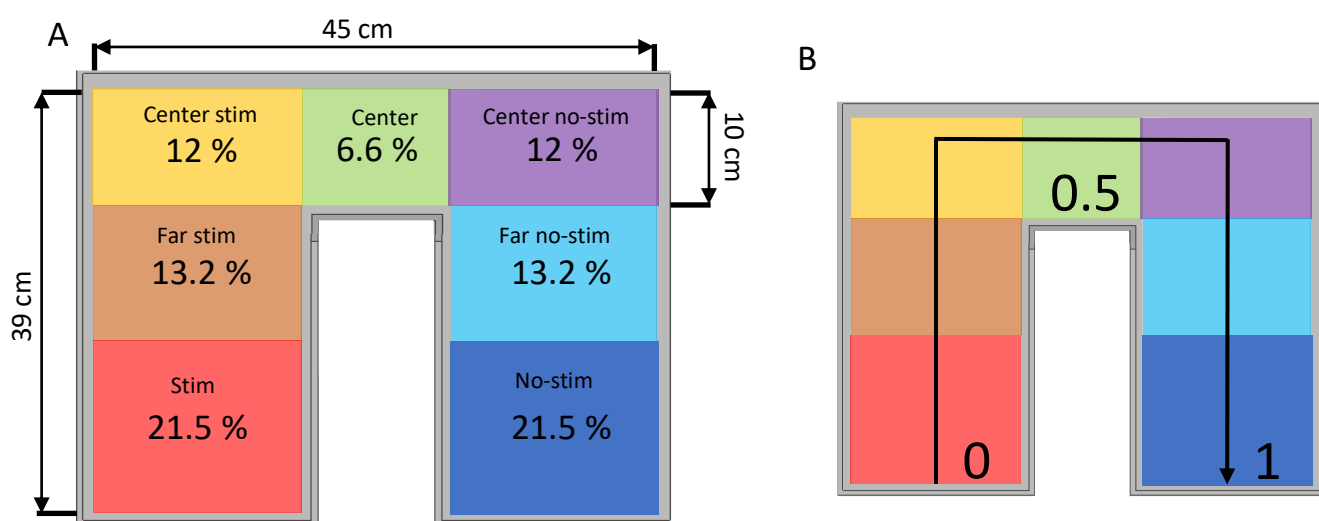 A
45 cm
B
Center stim
12 %
Center
6.6 %
Center no-stim
12 %
10 cm
39 cm
Far stim
13.2 %
Far no-stim
13.2 %
Stim
21.5 %
No-stim
21.5 %
0.5
0
1